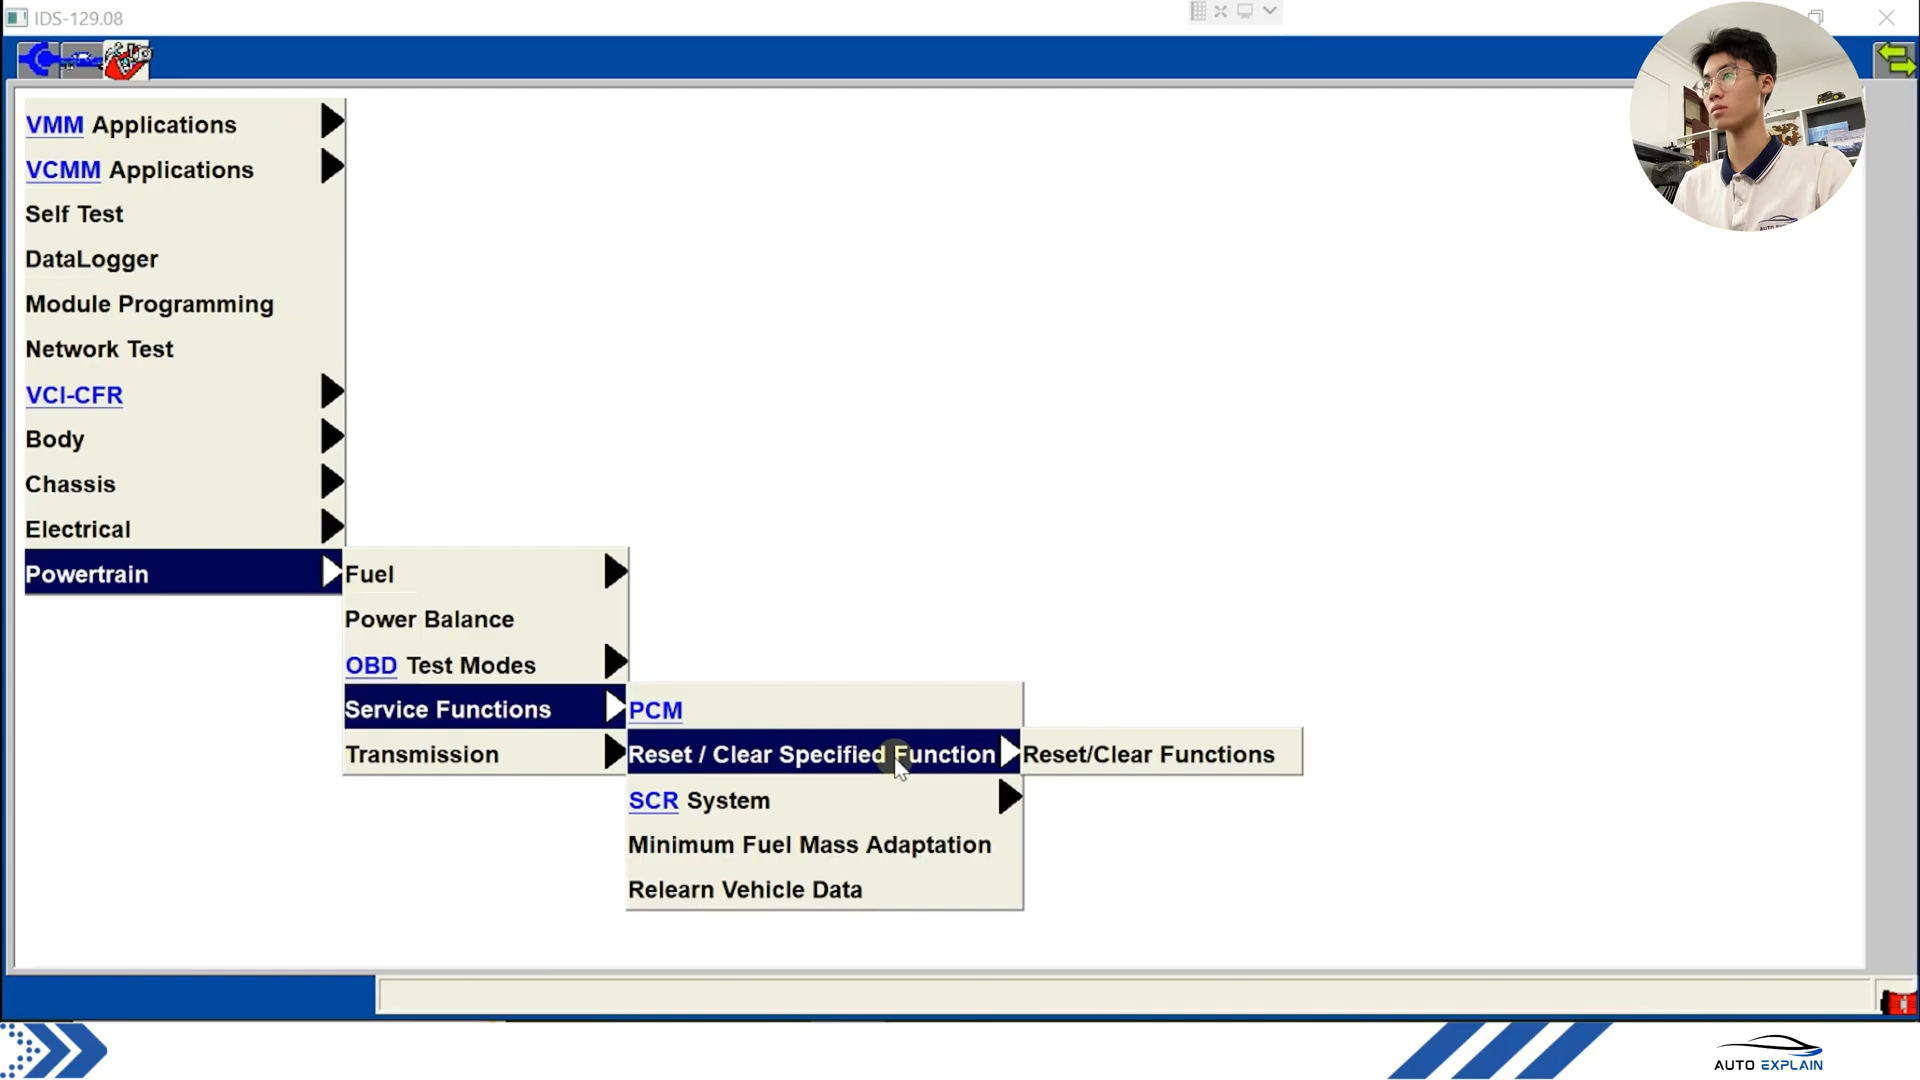 IDS-129.08
VMM Applications
VCMM Applications
Self Test
DataLogger
Module Programming
Network Test
VCI-CFR
Body
Chassis
Electrical
Powertrain
Fuel
Power Balance
OBD Test Modes
Service Functions
Transmission
PCM
Reset / Clear Specified Function
Reset/Clear Functions
SCR System
Minimum Fuel Mass Adaptation
Relearn Vehicle Data
AUTO EXPLAIN